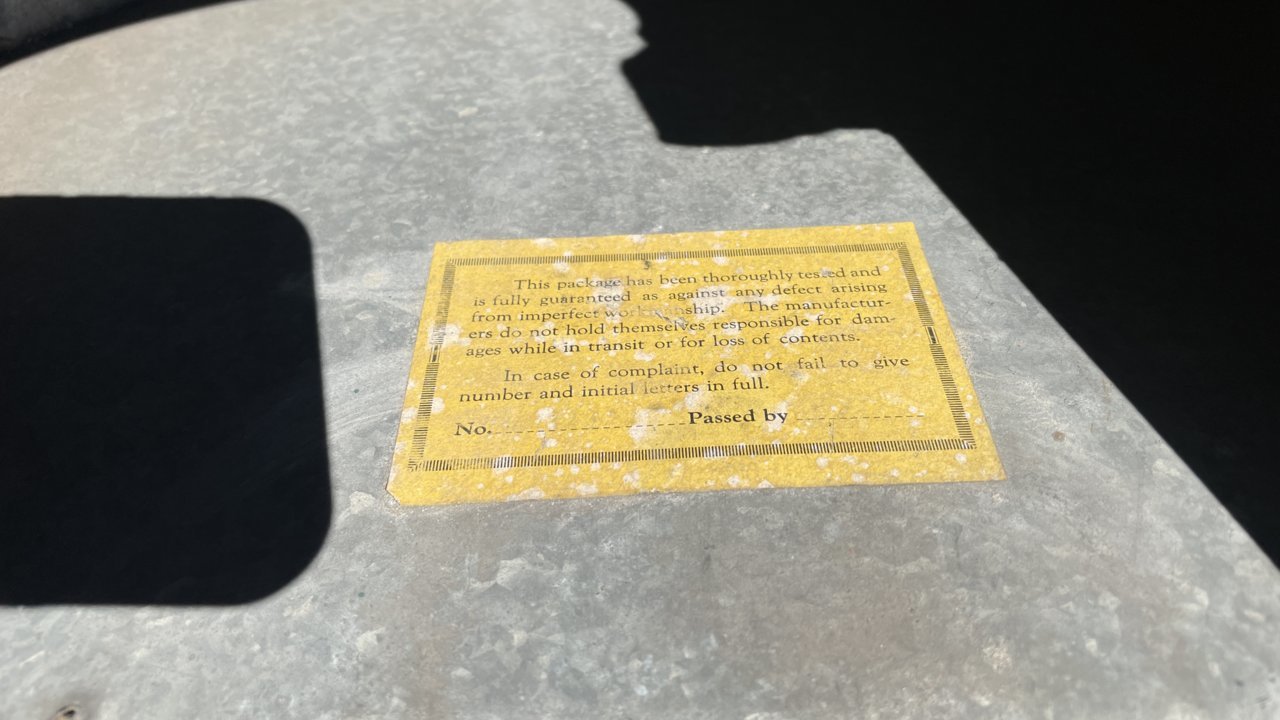 This package has been thoroughly tested and
is fully guaranteed as against any defect arising
from imperfect workmanship. The manufactur-
ers do not hold themselves responsible for dam-
ages while in transit or for loss of contents.
In case of complaint, do not fail to give
number and initial letters in full.
No. Passed by